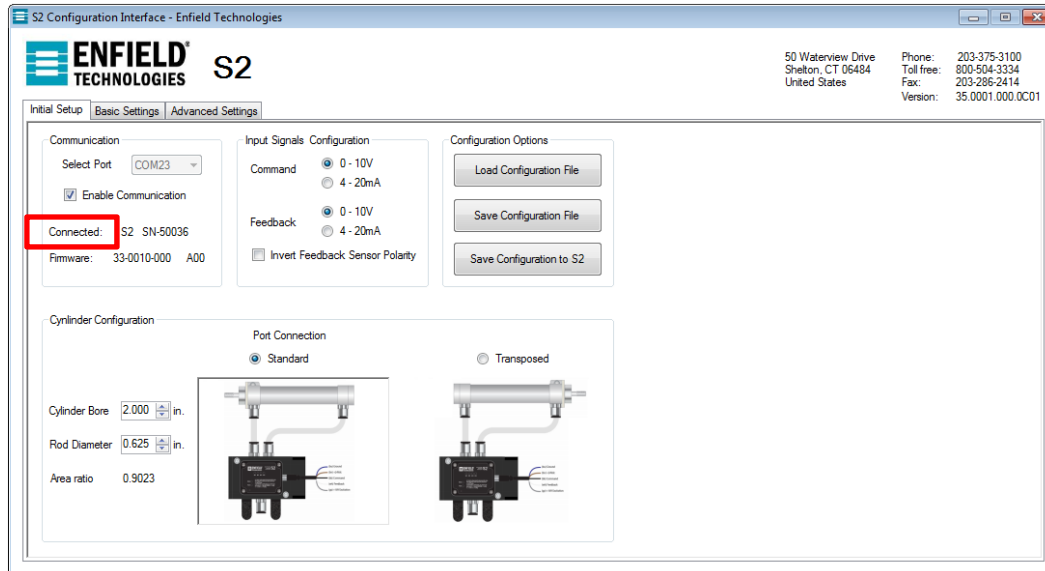 S2 Configuration Interface - Enfield Technologies
ENFIELD
TECHNOLOGIES
S2
50 Waterview Drive
Shelton, CT 06484
United States
Phone: 203-375-3100
Toll free: 800-504-3334
Fax: 203-286-2414
Version: 35.0001.000.0C01
Initial Setup Basic Settings Advanced Settings
Communication
Select Port COM23
Enable Communication
Connected: S2 SN-50036
Firmware: 33-0010-000 A00
Input Signals Configuration
Command 0 - 10V
4 - 20mA
Feedback 0 - 10V
4 - 20mA
Invert Feedback Sensor Polarity
Configuration Options
Load Configuration File
Save Configuration File
Save Configuration to S2
Cynlinder Configuration
Port Connection
Standard Transposed
Cylinder Bore 2.000 in.
Rod Diameter 0.625 in.
Area ratio 0.9023